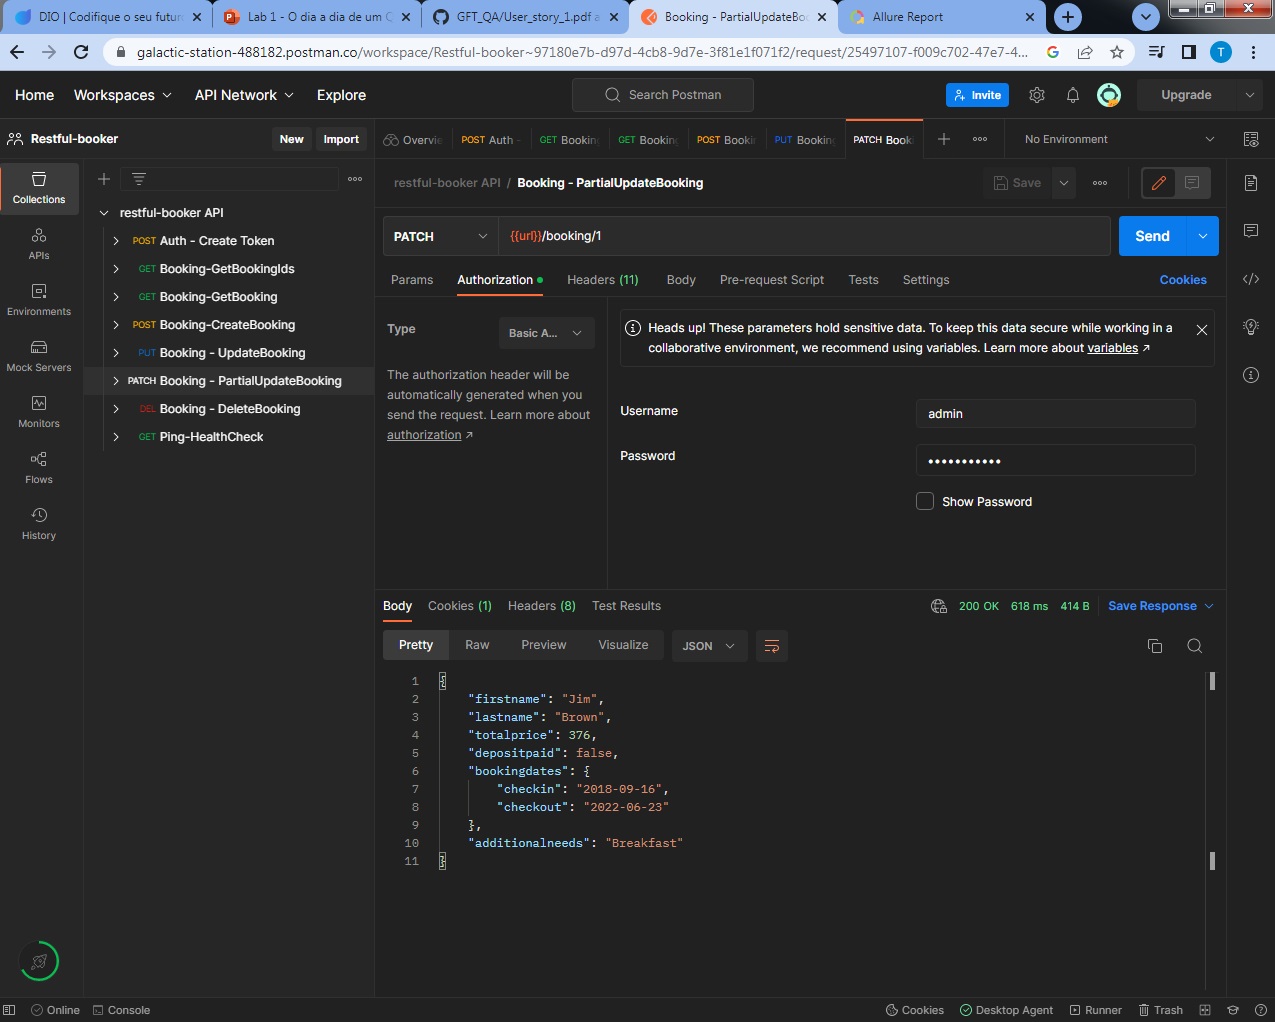 DIO | Codifique o seu futur
Lab 1 - O dia a dia de um
GFT_QA/User_story_1.pdf a
Booking - PartialUpdateBo
Allure Report
galactic-station-488182.postman.co/workspace/Restful-booker~97180e7b-d97d-4cb8-9d7e-3f81e1f071f2/request/25497107-f009c702-47e7-4...
T
Home
Workspaces
API Network
Explore
Search Postman
Invite
Upgrade
Restful-booker
New
Import
Overvie
POST Auth -
GET Booking
GET Booking
POST Bookin
PUT Booking
PATCH Book
No Environment
Collections
APIs
Environments
Mock Servers
Monitors
Flows
History
restful-booker API
POST Auth - Create Token
GET Booking-GetBookingIds
GET Booking-GetBooking
POST Booking-CreateBooking
PUT Booking - UpdateBooking
PATCH Booking - PartialUpdateBooking
DEL Booking - DeleteBooking
GET Ping-HealthCheck
restful-booker API / Booking - PartialUpdateBooking
Save
PATCH
{{url}}/booking/1
Send
Params
Authorization
Headers (11)
Body
Pre-request Script
Tests
Settings
Cookies
Type
Basic A...
The authorization header will be
automatically generated when you
send the request. Learn more about
authorization ↗
Heads up! These parameters hold sensitive data. To keep this data secure while working in a
collaborative environment, we recommend using variables. Learn more about variables ↗
Username
admin
Password
•••••••••••
Show Password
Body
Cookies (1)
Headers (8)
Test Results
200 OK
618 ms
414 B
Save Response
Pretty
Raw
Preview
Visualize
JSON
1 {
2 "firstname": "Jim",
3 "lastname": "Brown",
4 "totalprice": 376,
5 "depositpaid": false,
6 "bookingdates": {
7 "checkin": "2018-09-16",
8 "checkout": "2022-06-23"
9 },
10 "additionalneeds": "Breakfast"
11 }
Online
Console
Cookies
Desktop Agent
Runner
Trash